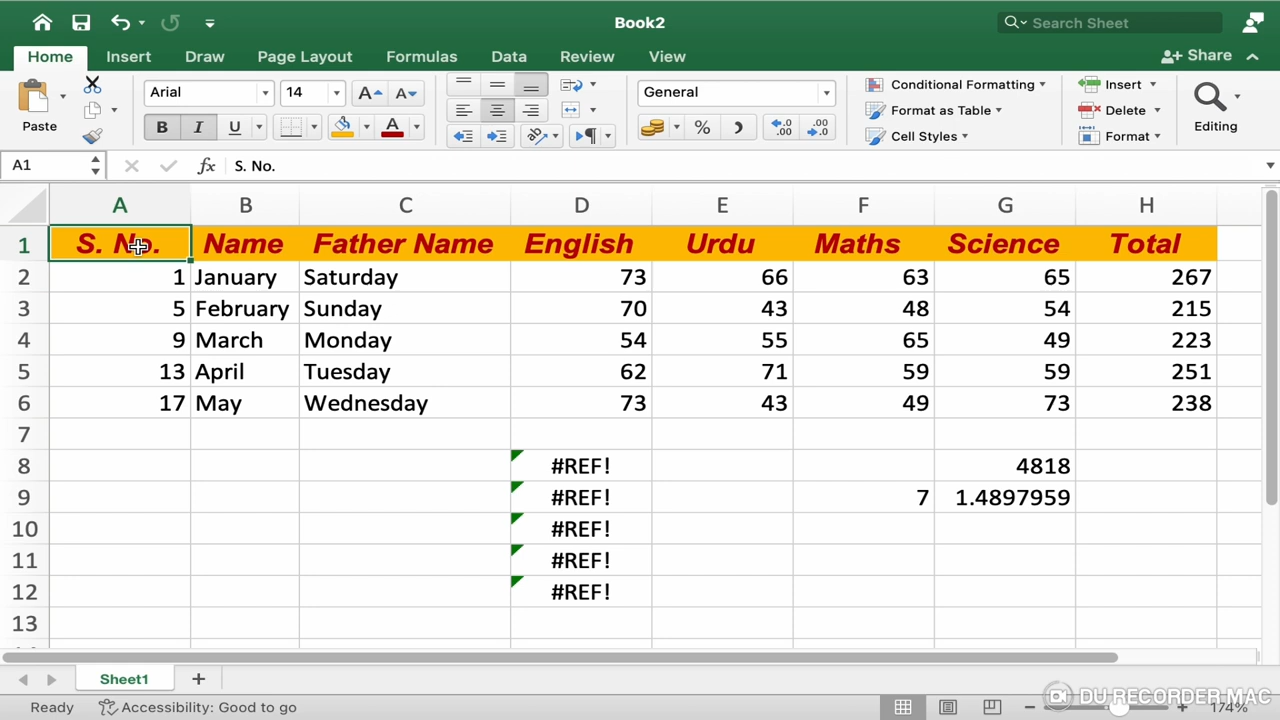 Book2
Search Sheet
Home Insert Draw Page Layout Formulas Data Review View Share
Paste Arial 14 General Conditional Formatting Insert Editing
Format as Table Delete
B I U A % Cell Styles Format
A1 fx S. No.
A B C D E F G H
1 S. No. Name Father Name English Urdu Maths Science Total
2 1 January Saturday 73 66 63 65 267
3 5 February Sunday 70 43 48 54 215
4 9 March Monday 54 55 65 49 223
5 13 April Tuesday 62 71 59 59 251
6 17 May Wednesday 73 43 49 73 238
7
8 #REF! 4818
9 #REF! 7 1.4897959
10 #REF!
11 #REF!
12 #REF!
13
Sheet1 +
Ready Accessibility: Good to go 174%
DU RECORDER MAC